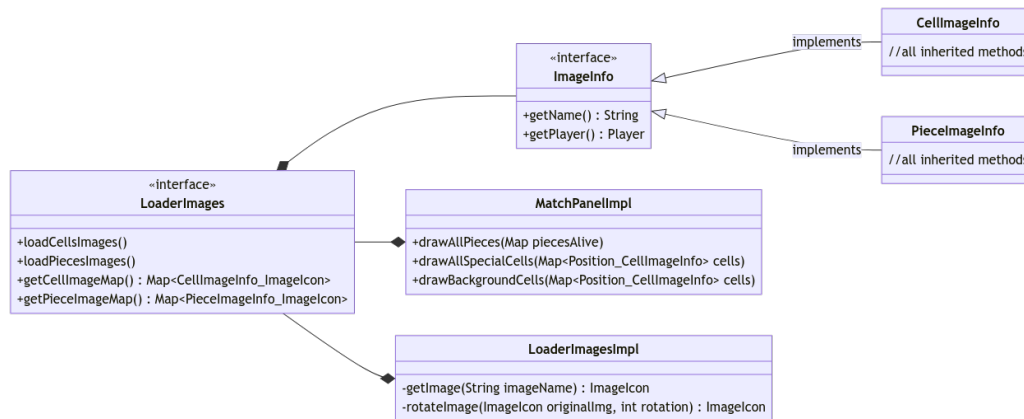 CellImageInfo
//all inherited methods
implements
«interface»
ImageInfo
+getName() : String
+getPlayer() : Player
PieceImageInfo
//all inherited methods
implements
«interface»
LoaderImages
+loadCellsImages()
+loadPiecesImages()
+getCellImageMap() : Map<CellImageInfo_ImageIcon>
+getPieceImageMap() : Map<PieceImageInfo_ImageIcon>
MatchPanelImpl
+drawAllPieces(Map piecesAlive)
+drawAllSpecialCells(Map<Position_CellImageInfo> cells)
+drawBackgroundCells(Map<Position_CellImageInfo> cells)
LoaderImagesImpl
-getImage(String imageName) : ImageIcon
-rotateImage(ImageIcon originalImg, int rotation) : ImageIcon